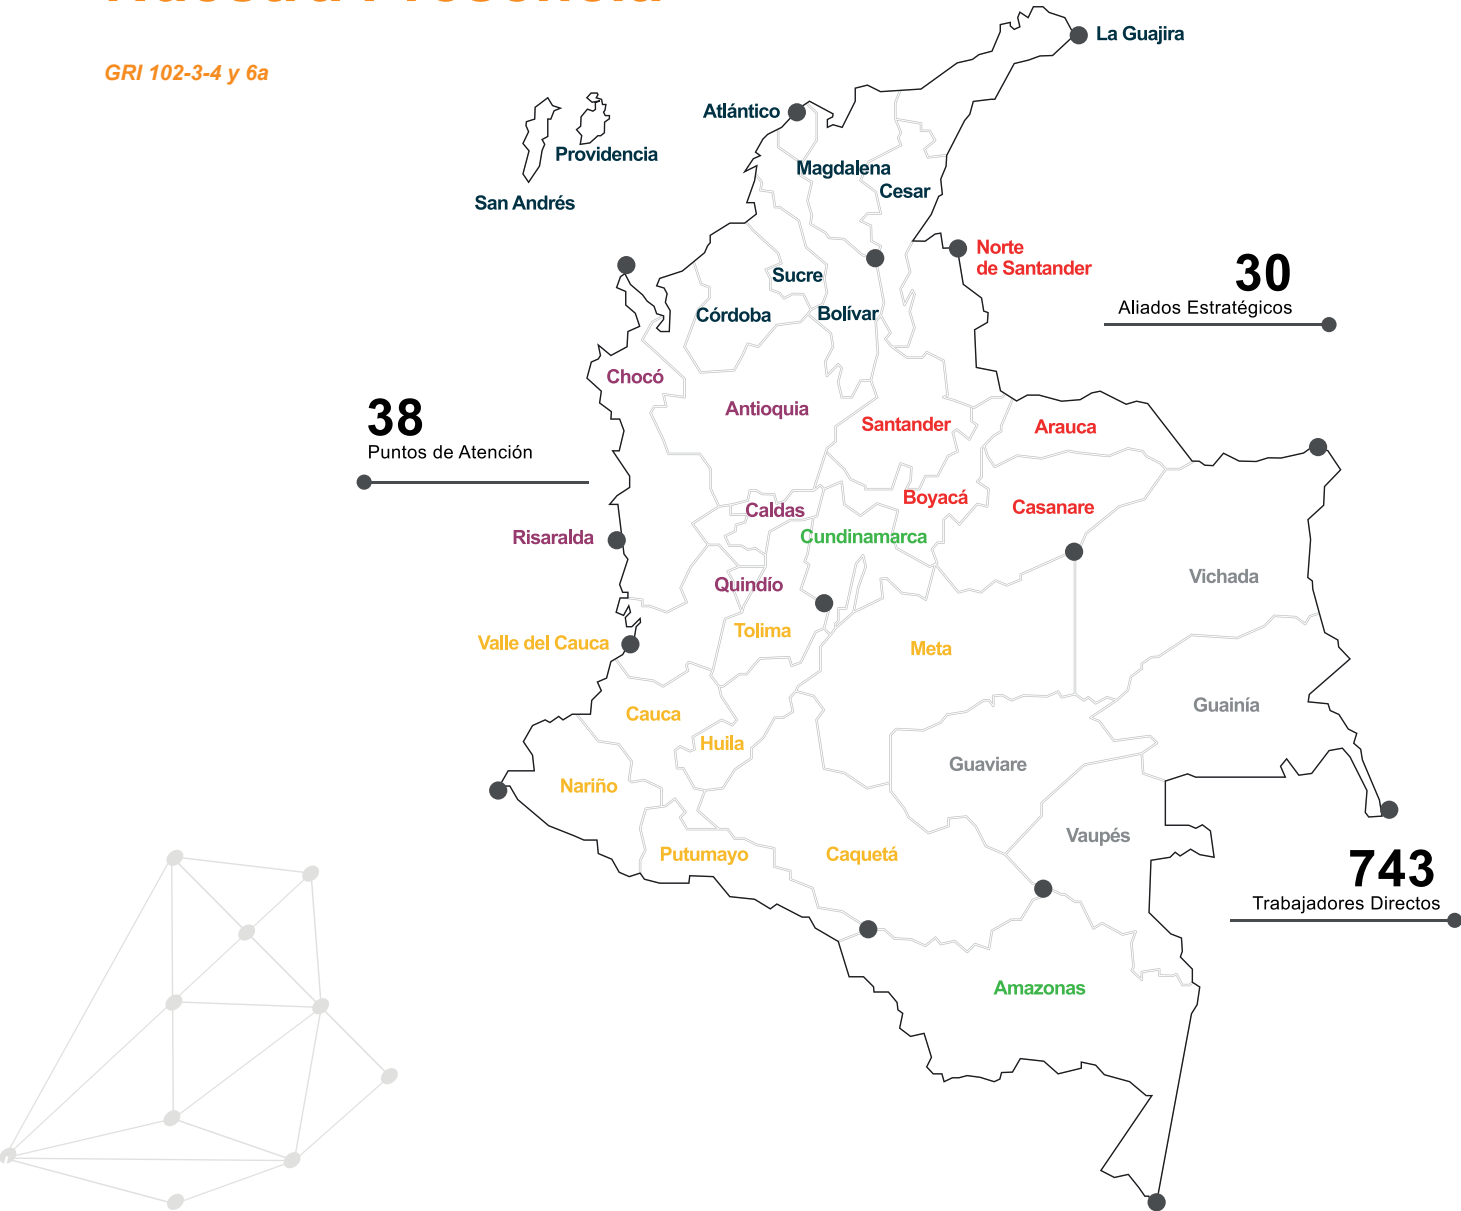 Nuestra Presencia
GRI 102-3-4 y 6a
La Guajira
Atlántico
Providencia
Magdalena
Cesar
San Andrés
Norte
de Santander
30
Aliados Estratégicos
Sucre
Córdoba
Bolívar
Chocó
Antioquia
38
Puntos de Atención
Santander
Arauca
Boyacá
Casanare
Caldas
Risaralda
Cundinamarca
Vichada
Quindío
Tolima
Valle del Cauca
Meta
Guainía
Cauca
Huila
Guaviare
Nariño
Vaupés
Putumayo
Caquetá
743
Trabajadores Directos
Amazonas